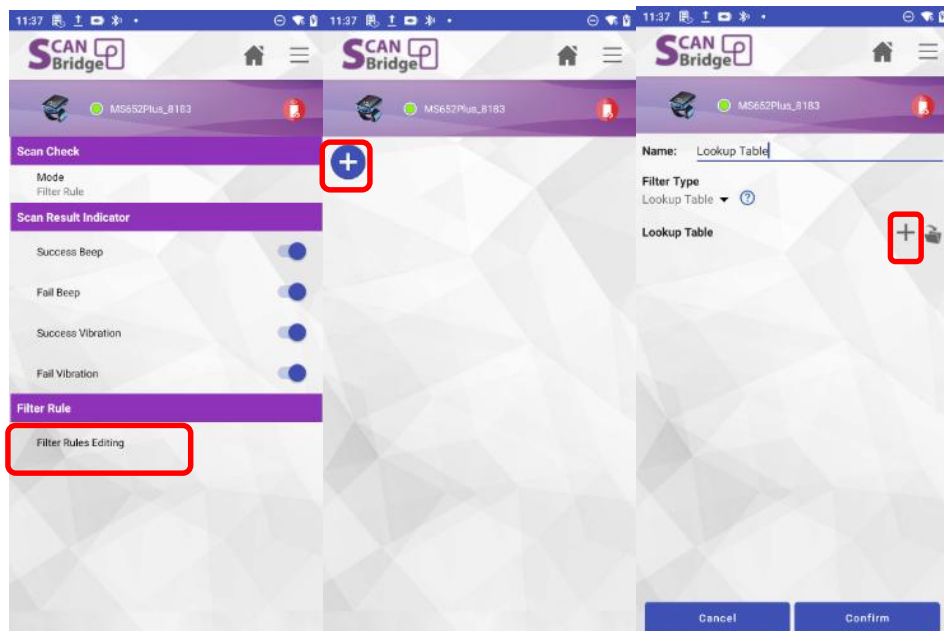 11:37
SCAN
Bridge
MS652Plus_8183
Scan Check
Mode
Filter Rule
Scan Result Indicator
Success Beep
Fail Beep
Success Vibration
Fail Vibration
Filter Rule
Filter Rules Editing
11:37
SCAN
Bridge
MS652Plus_8183
11:37
SCAN
Bridge
MS652Plus_8183
Name: Lookup Table
Filter Type
Lookup Table
Lookup Table
Cancel Confirm